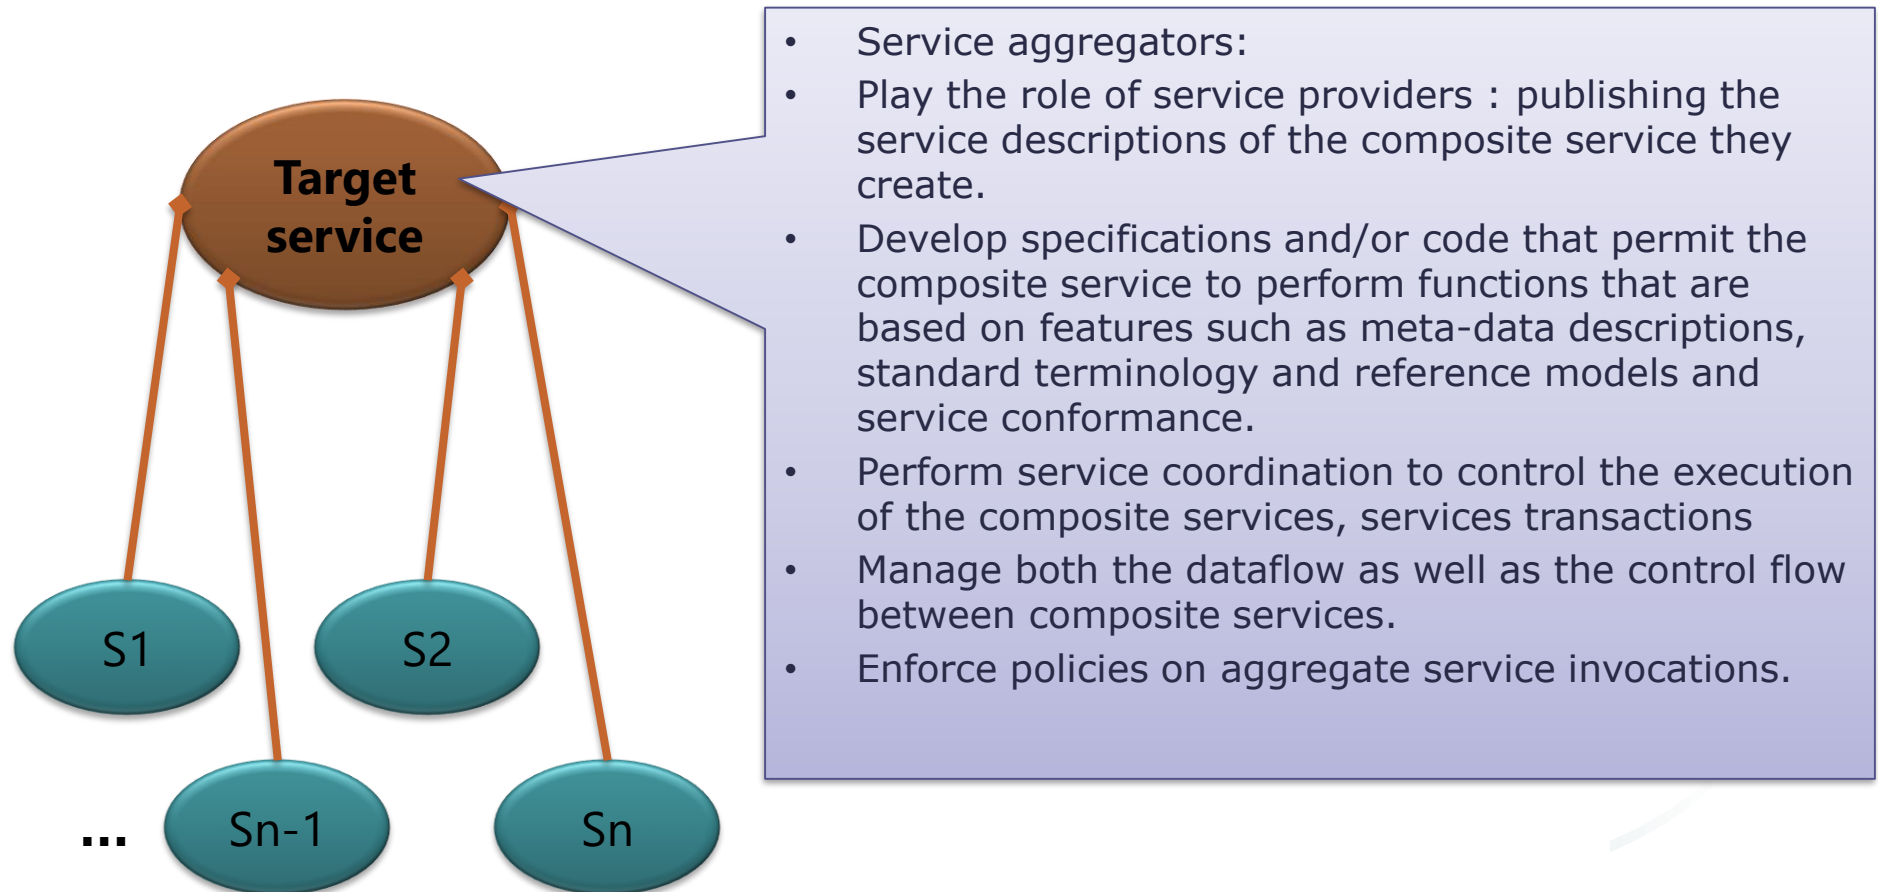 Target
service
S1
S2
...
Sn-1
Sn
• Service aggregators:
• Play the role of service providers : publishing the
service descriptions of the composite service they
create.
• Develop specifications and/or code that permit the
composite service to perform functions that are
based on features such as meta-data descriptions,
standard terminology and reference models and
service conformance.
• Perform service coordination to control the execution
of the composite services, services transactions
• Manage both the dataflow as well as the control flow
between composite services.
• Enforce policies on aggregate service invocations.